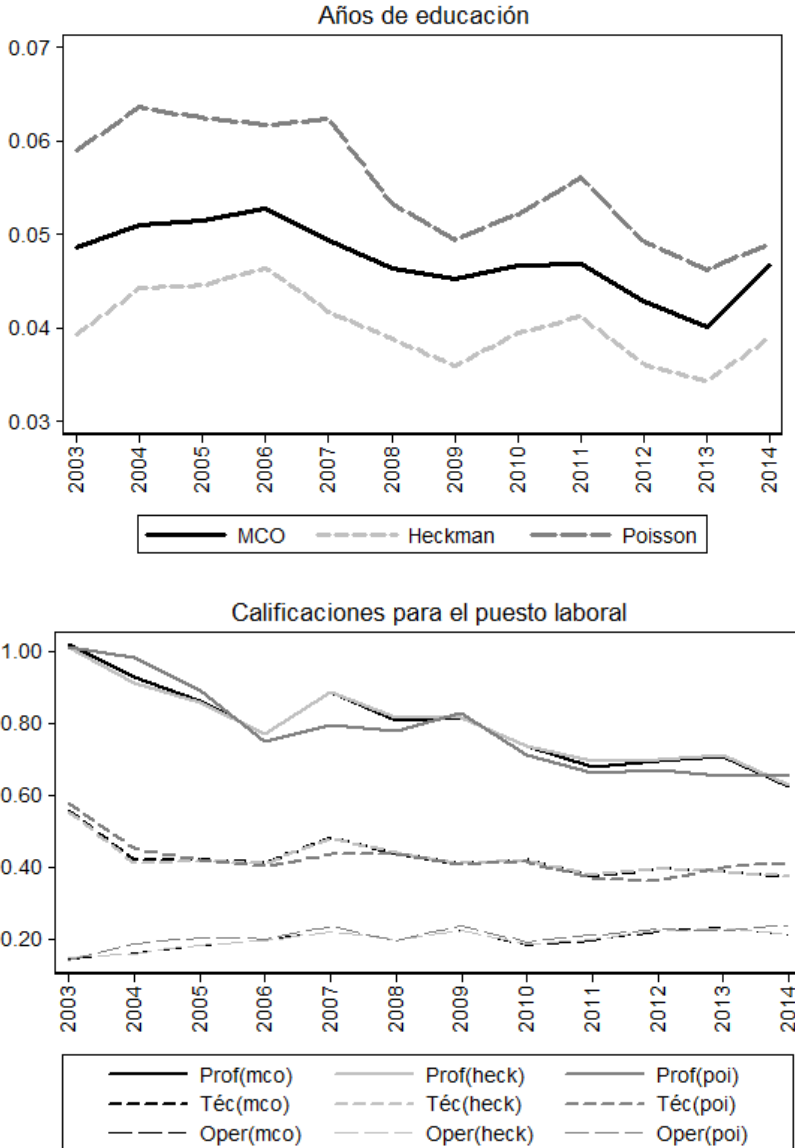 Años de educación
0.07
0.06
0.05
0.04
0.03
2003 2004 2005 2006 2007 2008 2009 2010 2011 2012 2013 2014
MCO Heckman Poisson
Calificaciones para el puesto laboral
1.00
0.80
0.60
0.40
0.20
2003 2004 2005 2006 2007 2008 2009 2010 2011 2012 2013 2014
Prof(mco) Prof(heck) Prof(poi)
Téc(mco) Téc(heck) Téc(poi)
Oper(mco) Oper(heck) Oper(poi)